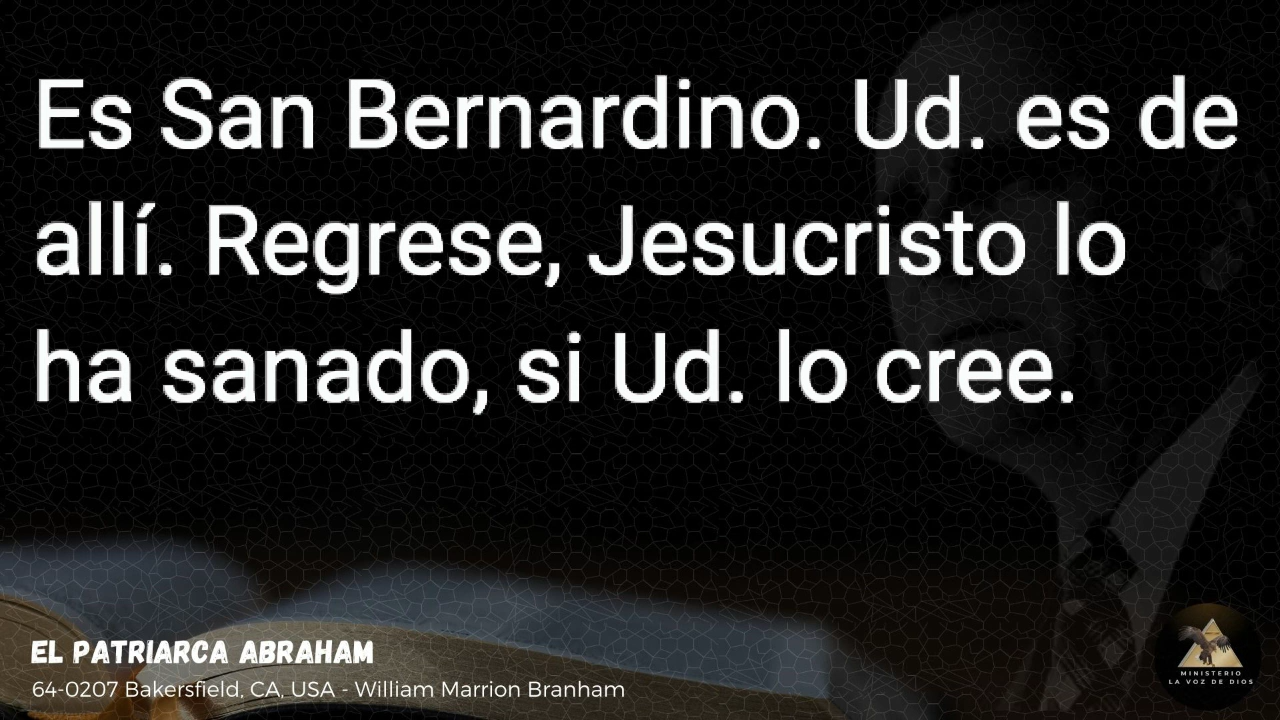 Es San Bernardino. Ud. es de
allí. Regrese, Jesucristo lo
ha sanado, si Ud. lo cree.
EL PATRIARCA ABRAHAM
64-0207 Bakersfield, CA, USA - William Marrion Branham
MINISTERIO
LA VOZ DE DIOS